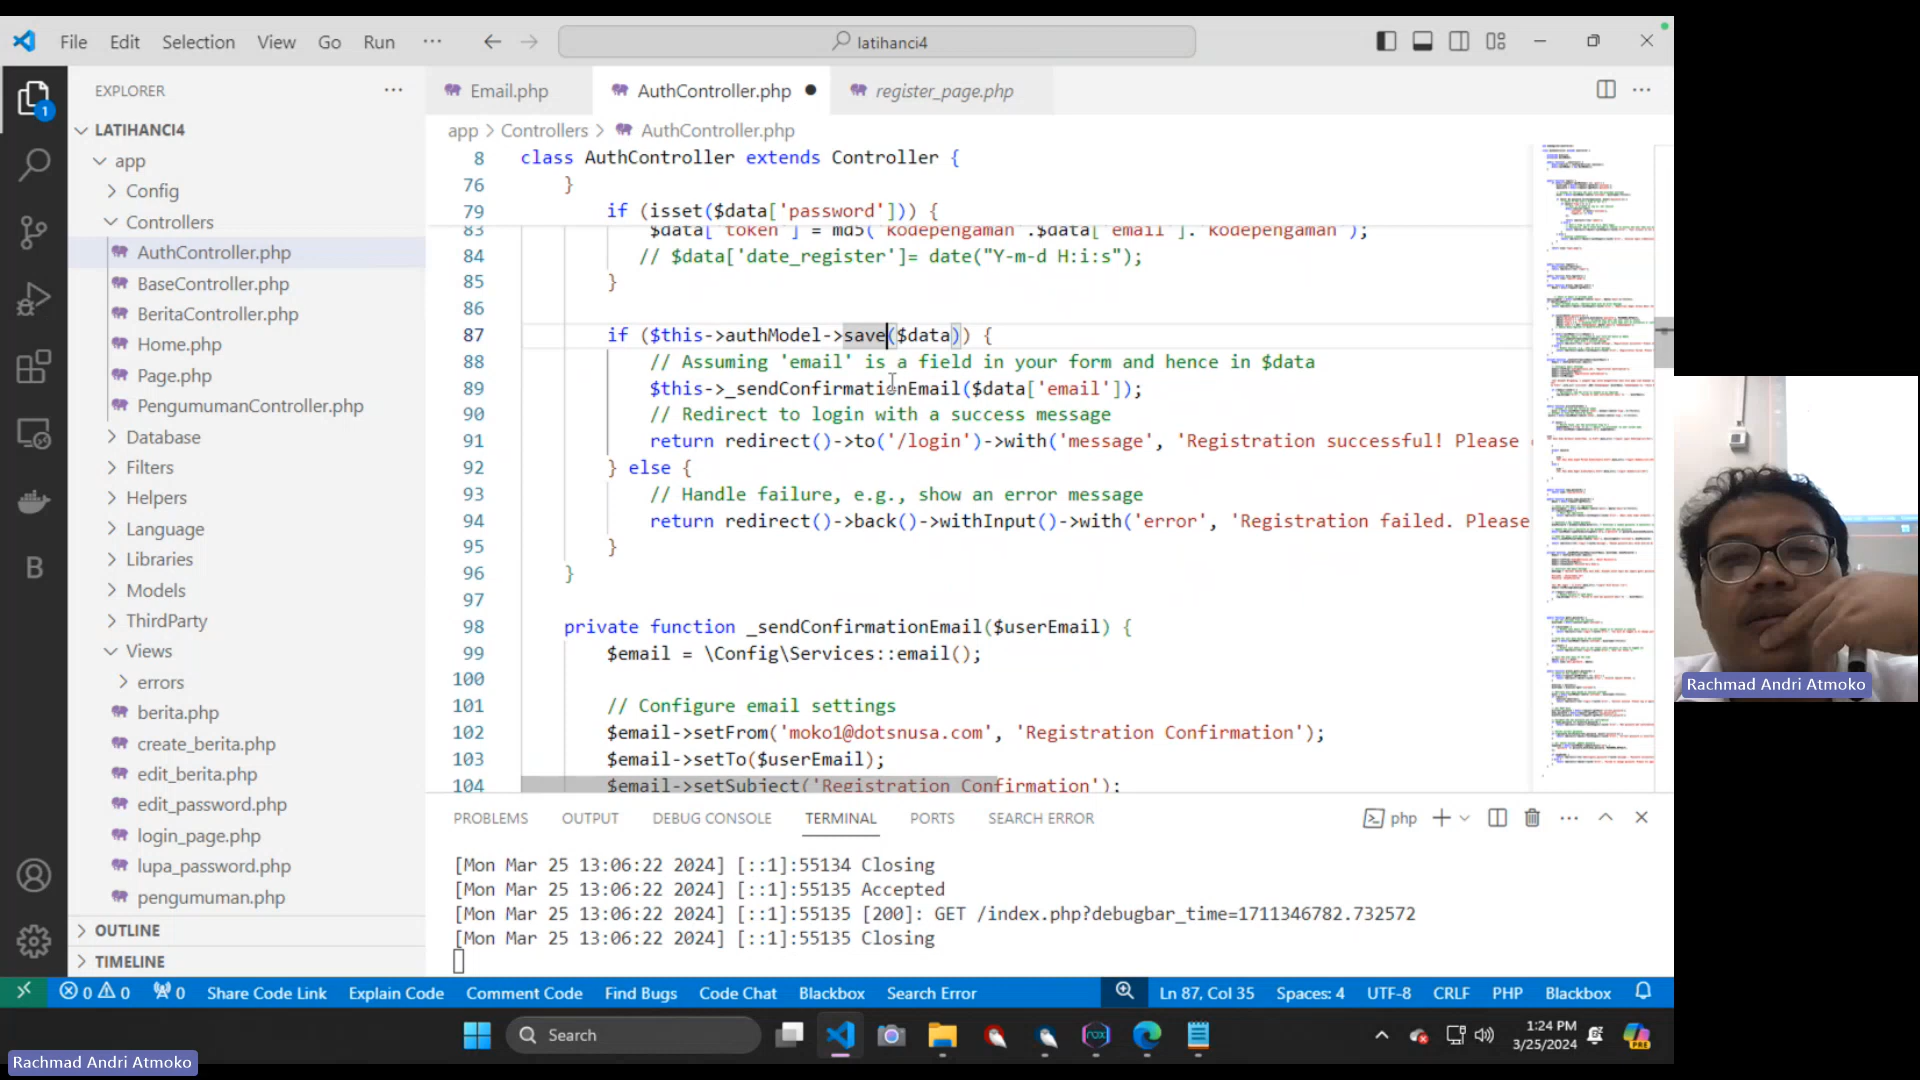 File Edit Selection View Go Run ··· latihanci4
EXPLORER ···
LATIHANCI4
app
Config
Controllers
AuthController.php
BaseController.php
BeritaController.php
Home.php
Page.php
PengumumanController.php
Database
Filters
Helpers
Language
Libraries
Models
ThirdParty
Views
errors
berita.php
create_berita.php
edit_berita.php
edit_password.php
login_page.php
lupa_password.php
pengumuman.php
OUTLINE
TIMELINE
Email.php AuthController.php register_page.php
app > Controllers > AuthController.php
8 class AuthController extends Controller {
76 }
79 if (isset($data['password'])) {
83 $data['token'] = md5('kodepengaman'.$data['email'].'kodepengaman');
84 // $data['date_register']= date("Y-m-d H:i:s");
85 }
86
87 if ($this->authModel->save($data)) {
88 // Assuming 'email' is a field in your form and hence in $data
89 $this->_sendConfirmationEmail($data['email']);
90 // Redirect to login with a success message
91 return redirect()->to('/login')->with('message', 'Registration successful! Please
92 } else {
93 // Handle failure, e.g., show an error message
94 return redirect()->back()->withInput()->with('error', 'Registration failed. Please
95 }
96 }
97
98 private function _sendConfirmationEmail($userEmail) {
99 $email = \Config\Services::email();
100
101 // Configure email settings
102 $email->setFrom('moko1@dotsnusa.com', 'Registration Confirmation');
103 $email->setTo($userEmail);
104 $email->setSubject('Registration Confirmation');
PROBLEMS OUTPUT DEBUG CONSOLE TERMINAL PORTS SEARCH ERROR php
[Mon Mar 25 13:06:22 2024] [::1]:55134 Closing
[Mon Mar 25 13:06:22 2024] [::1]:55135 Accepted
[Mon Mar 25 13:06:22 2024] [::1]:55135 [200]: GET /index.php?debugbar_time=1711346782.732572
[Mon Mar 25 13:06:22 2024] [::1]:55135 Closing
0 0 0 Share Code Link Explain Code Comment Code Find Bugs Code Chat Blackbox Search Error Ln 87, Col 35 Spaces: 4 UTF-8 CRLF PHP Blackbox
Search
1:24 PM
3/25/2024
Rachmad Andri Atmoko
Rachmad Andri Atmoko